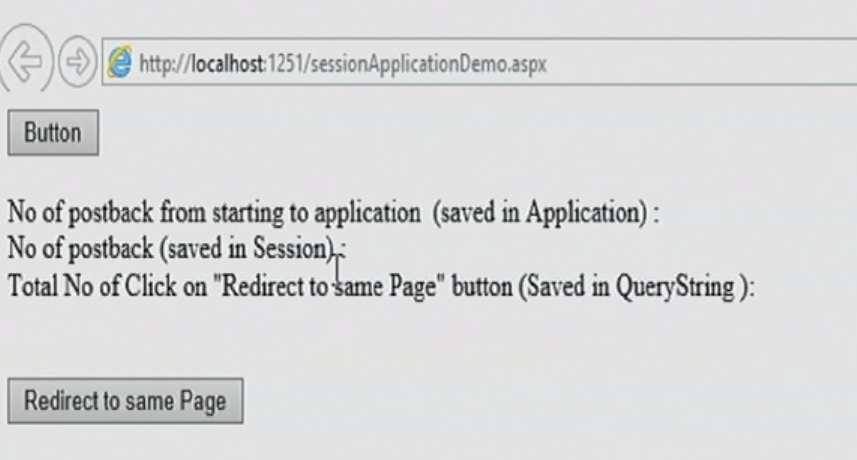 http://localhost:1251/sessionApplicationDemo.aspx
Button
No of postback from starting to application (saved in Application) :
No of postback (saved in Session) :
Total No of Click on "Redirect to same Page" button (Saved in QueryString ):
Redirect to same Page